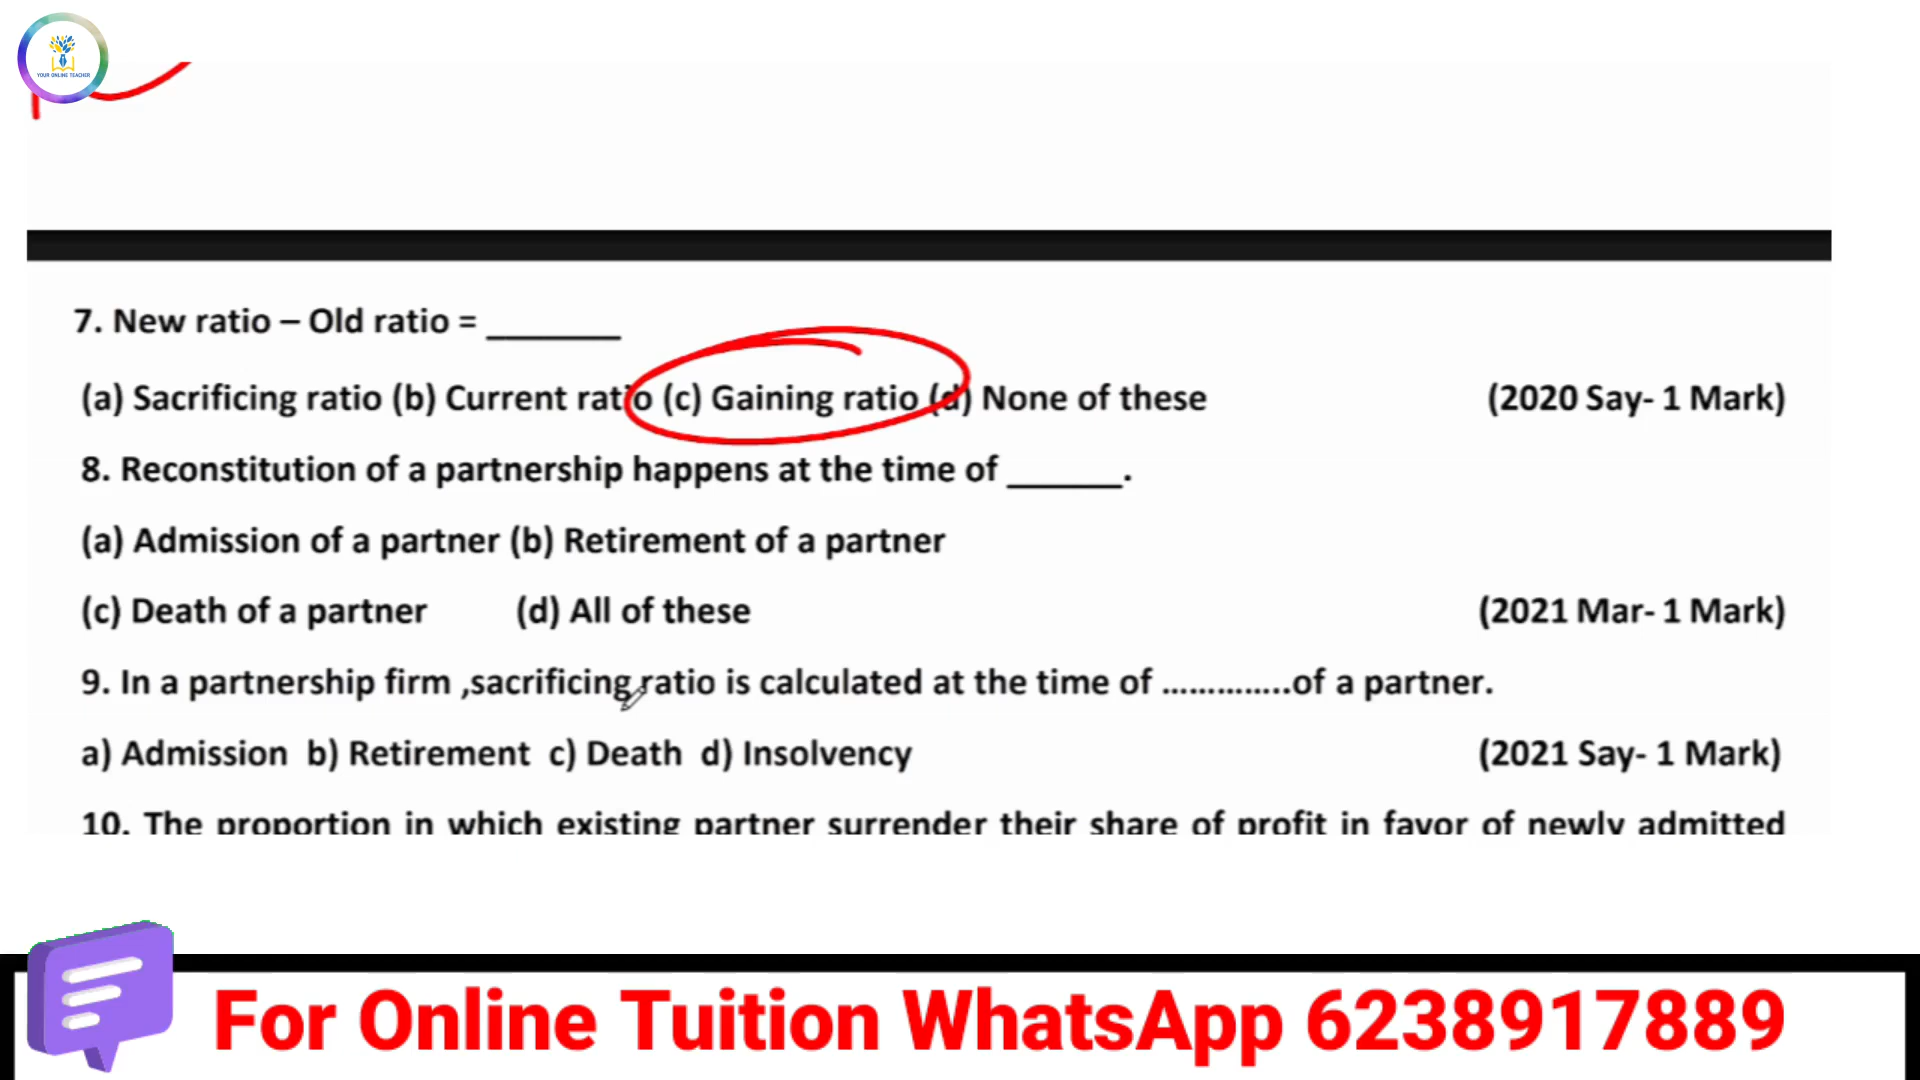 YOUR ONLINE TEACHER
7. New ratio – Old ratio = _______
(a) Sacrificing ratio (b) Current ratio (c) Gaining ratio (d) None of these (2020 Say- 1 Mark)
8. Reconstitution of a partnership happens at the time of ______.
(a) Admission of a partner (b) Retirement of a partner
(c) Death of a partner (d) All of these (2021 Mar- 1 Mark)
9. In a partnership firm ,sacrificing ratio is calculated at the time of ..............of a partner.
a) Admission b) Retirement c) Death d) Insolvency (2021 Say- 1 Mark)
10. The proportion in which existing partner surrender their share of profit in favor of newly admitted
For Online Tuition WhatsApp 6238917889